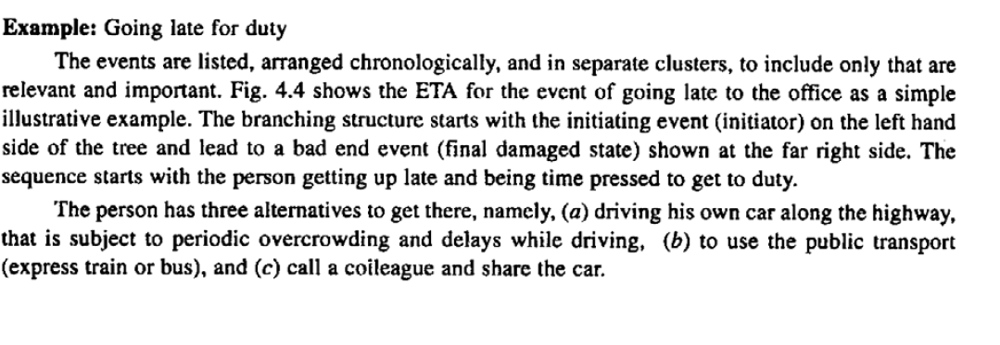 Example: Going late for duty
The events are listed, arranged chronologically, and in separate clusters, to include only that are
relevant and important. Fig. 4.4 shows the ETA for the event of going late to the office as a simple
illustrative example. The branching structure starts with the initiating event (initiator) on the left hand
side of the tree and lead to a bad end event (final damaged state) shown at the far right side. The
sequence starts with the person getting up late and being time pressed to get to duty.
The person has three alternatives to get there, namely, (a) driving his own car along the highway,
that is subject to periodic overcrowding and delays while driving, (b) to use the public transport
(express train or bus), and (c) call a colleague and share the car.